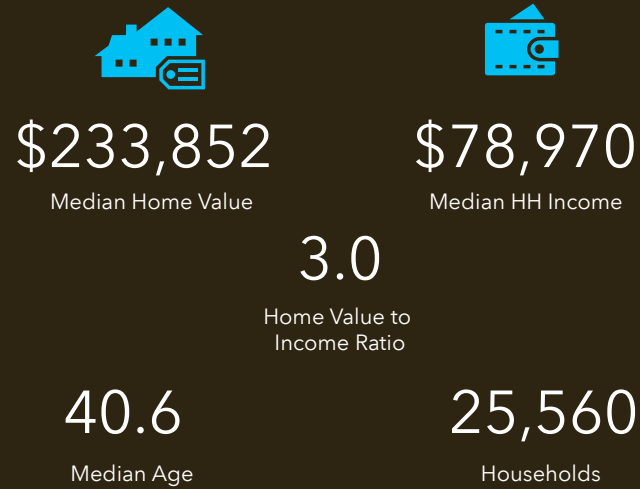 $233,852
Median Home Value
$78,970
Median HH Income
3.0
Home Value to
Income Ratio
40.6
Median Age
25,560
Households